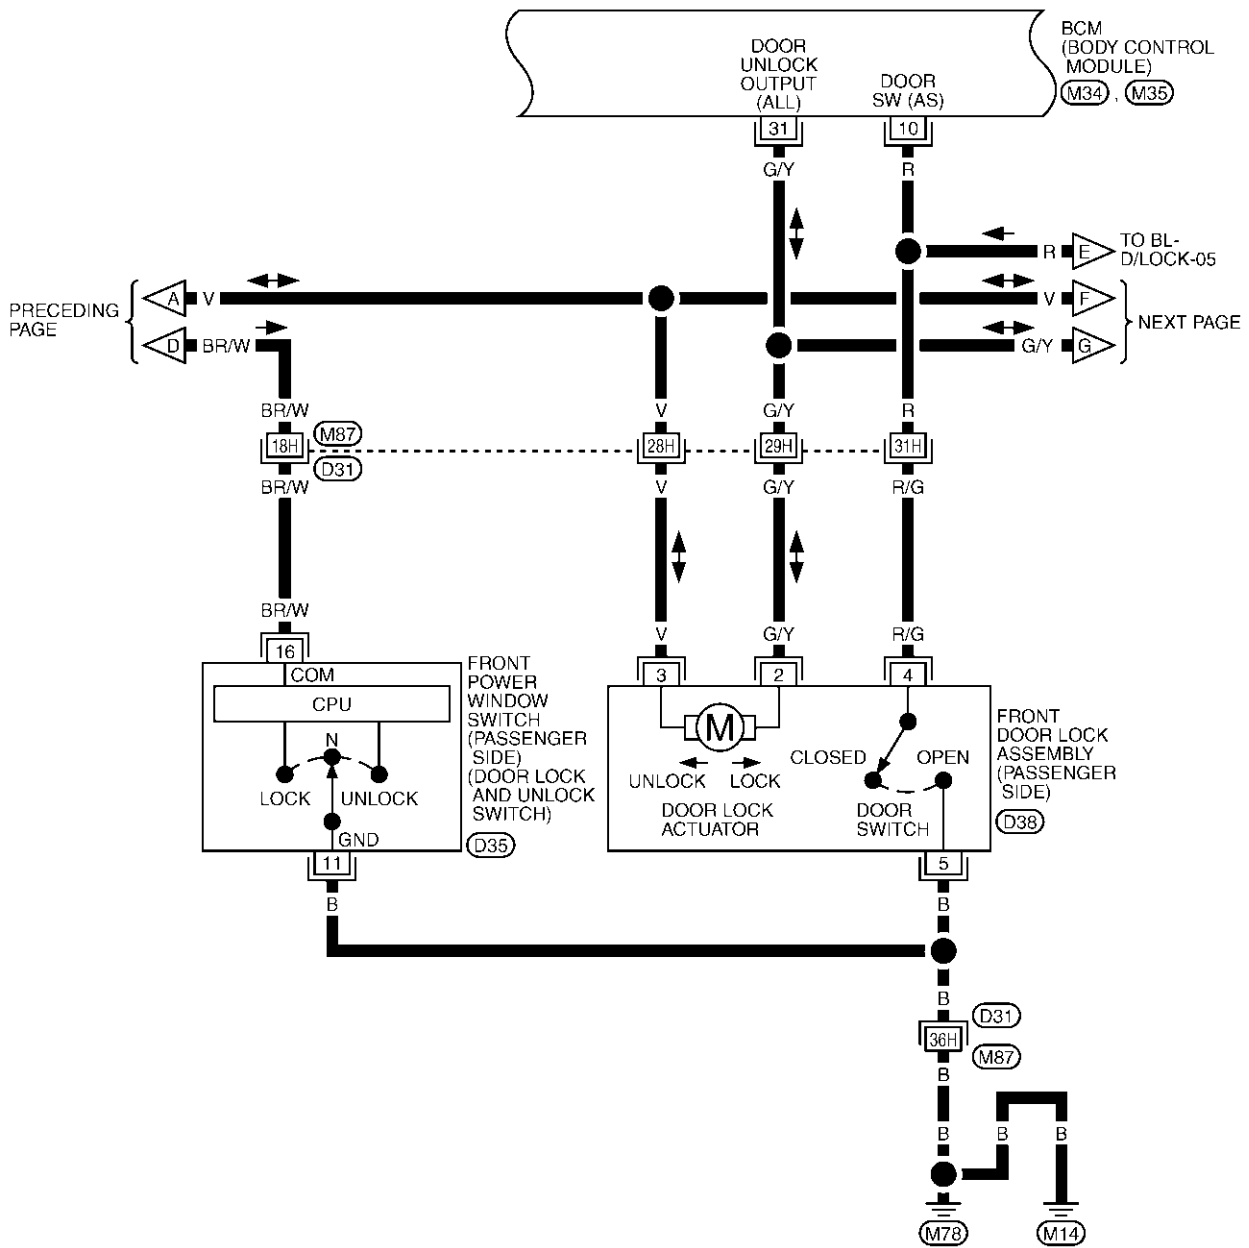 BCM
(BODY CONTROL
MODULE)
M34 , M35
DOOR
UNLOCK
OUTPUT
(ALL)
DOOR
SW (AS)
31
10
G/Y
R
R
E
TO BL-
D/LOCK-05
PRECEDING
PAGE
A
V
V
F
NEXT PAGE
D
BR/W
G/Y
G
BR/W
V
G/Y
R
18H
M87
D31
28H
29H
31H
BR/W
V
G/Y
R/G
BR/W
V
G/Y
R/G
16
3
2
4
COM
CPU
N
LOCK
UNLOCK
GND
11
FRONT
POWER
WINDOW
SWITCH
(PASSENGER
SIDE)
(DOOR LOCK
AND UNLOCK
SWITCH)
D35
M
UNLOCK
LOCK
DOOR LOCK
ACTUATOR
CLOSED
OPEN
DOOR
SWITCH
5
FRONT
DOOR LOCK
ASSEMBLY
(PASSENGER
SIDE)
D38
B
B
B
D31
36H
M87
B
B
B
B
M78
M14